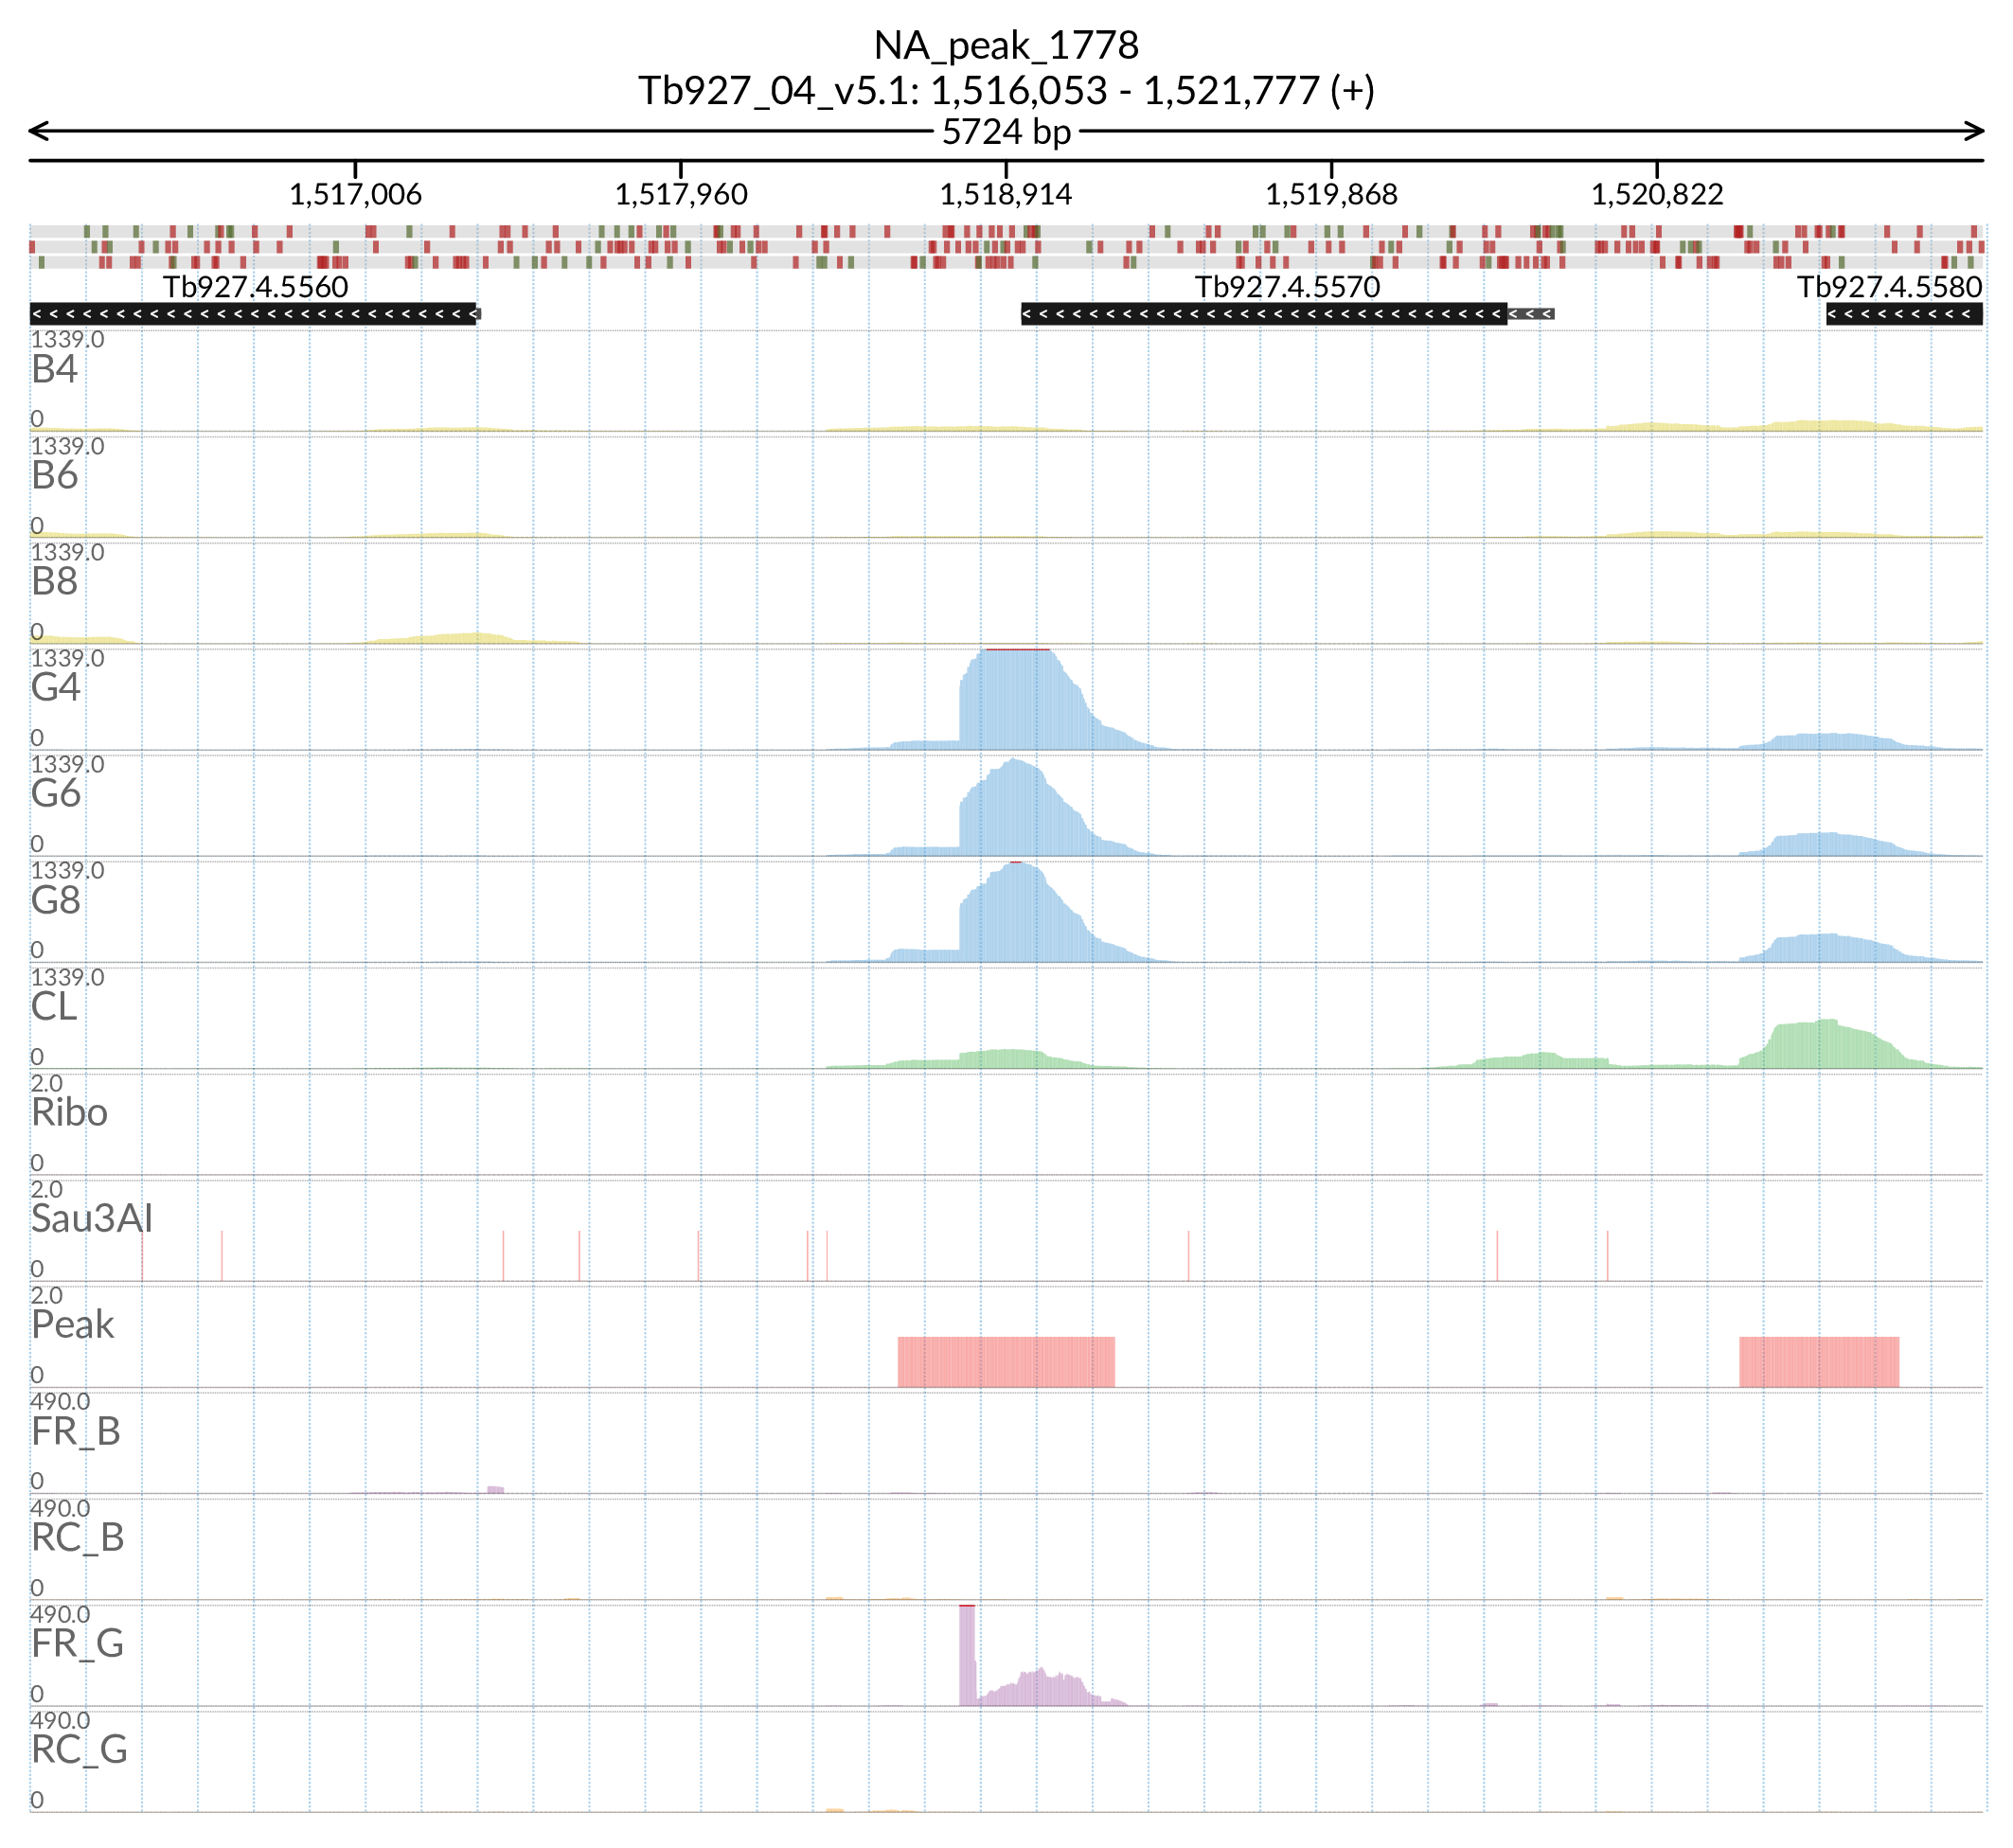 NA_peak_1778
Tb927_04_v5.1: 1,516,053 - 1,521,777 (+)
5724 bp
1,517,006 1,517,960 1,518,914 1,519,868 1,520,822
Tb927.4.5560 Tb927.4.5570 Tb927.4.5580
1339.0
B4
0
1339.0
B6
0
1339.0
B8
0
1339.0
G4
0
1339.0
G6
0
1339.0
G8
0
1339.0
CL
0
2.0
Ribo
0
2.0
Sau3AI
0
2.0
Peak
0
490.0
FR_B
0
490.0
RC_B
0
490.0
FR_G
0
490.0
RC_G
0